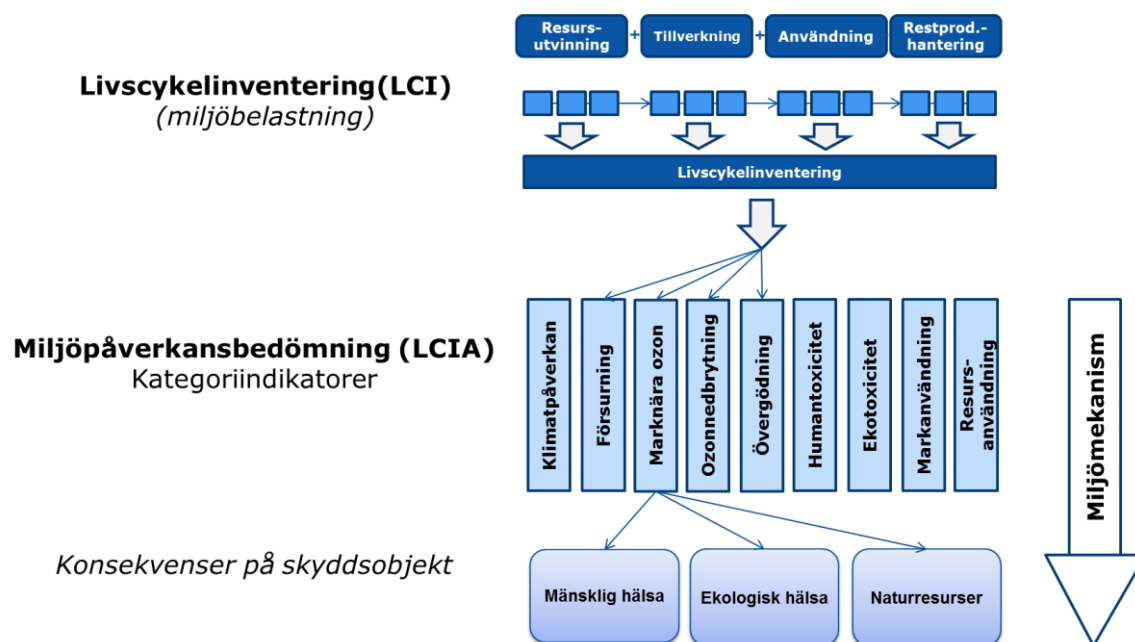 Resurs-
utvinning
+
Tillverkning
+
Användning
Restprod.-
hantering
Livscykelinventering(LCI)
(miljöbelastning)
Livscykelinventering
Miljöpåverkansbedömning (LCIA)
Kategoriindikatorer
Klimatpåverkan
Försurning
Marknära ozon
Ozonnedbrytning
Övergödning
Humantoxicitet
Ekotoxicitet
Markanvändning
Resurs-
användning
Miljömekanism
Konsekvenser på skyddsobjekt
Mänsklig hälsa
Ekologisk hälsa
Naturresurser